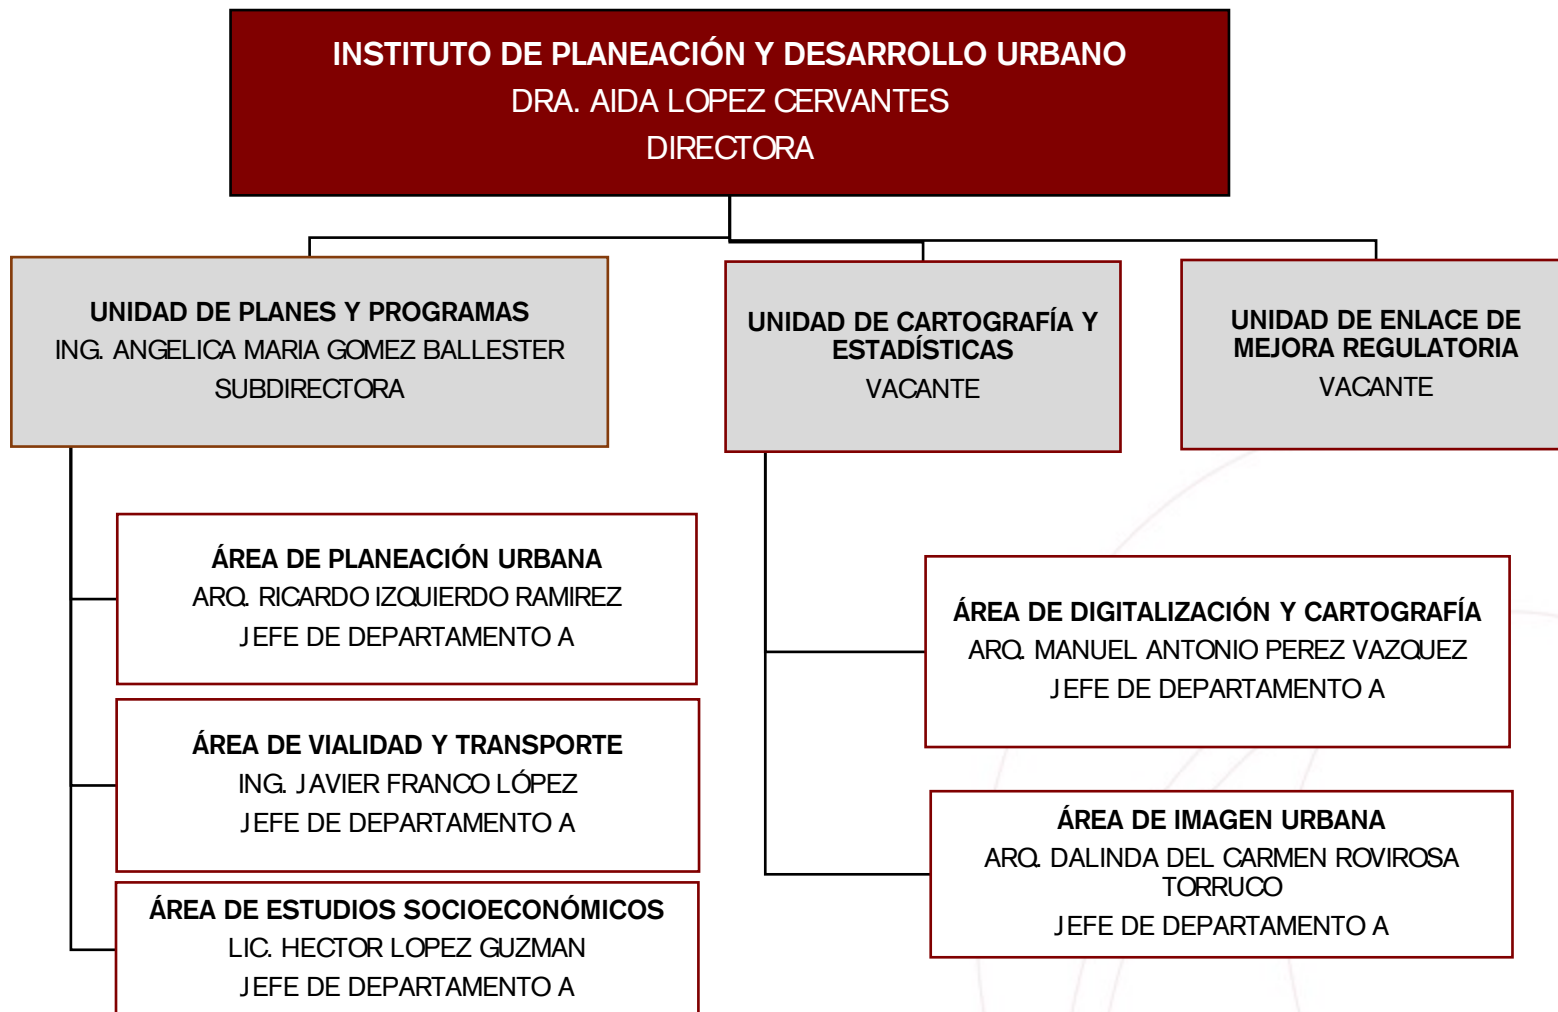 INSTITUTO DE PLANEACIÓN Y DESARROLLO URBANO
DRA. AIDA LOPEZ CERVANTES
DIRECTORA
UNIDAD DE PLANES Y PROGRAMAS
ING. ANGELICA MARIA GOMEZ BALLESTER
SUBDIRECTORA
UNIDAD DE CARTOGRAFÍA Y
ESTADÍSTICAS
VACANTE
UNIDAD DE ENLACE DE
MEJORA REGULATORIA
VACANTE
ÁREA DE PLANEACIÓN URBANA
ARQ. RICARDO IZQUIERDO RAMIREZ
JEFE DE DEPARTAMENTO A
ÁREA DE VIALIDAD Y TRANSPORTE
ING. JAVIER FRANCO LÓPEZ
JEFE DE DEPARTAMENTO A
ÁREA DE ESTUDIOS SOCIOECONÓMICOS
LIC. HECTOR LOPEZ GUZMAN
JEFE DE DEPARTAMENTO A
ÁREA DE DIGITALIZACIÓN Y CARTOGRAFÍA
ARQ. MANUEL ANTONIO PEREZ VAZQUEZ
JEFE DE DEPARTAMENTO A
ÁREA DE IMAGEN URBANA
ARQ. DALINDA DEL CARMEN ROVIROSA
TORRUCO
JEFE DE DEPARTAMENTO A